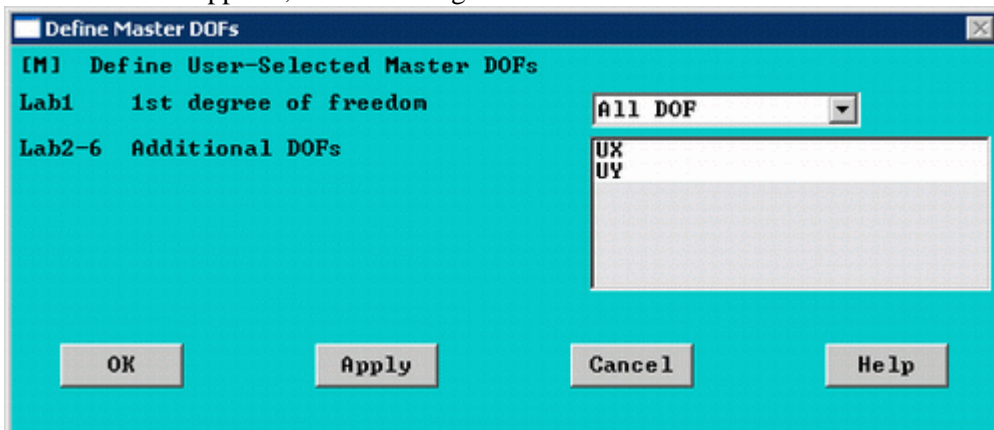 Define Master DOFs
[M] Define User-Selected Master DOFs
Lab1 1st degree of freedom All DOF
Lab2-6 Additional DOFs UX
UY
OK Apply Cancel Help